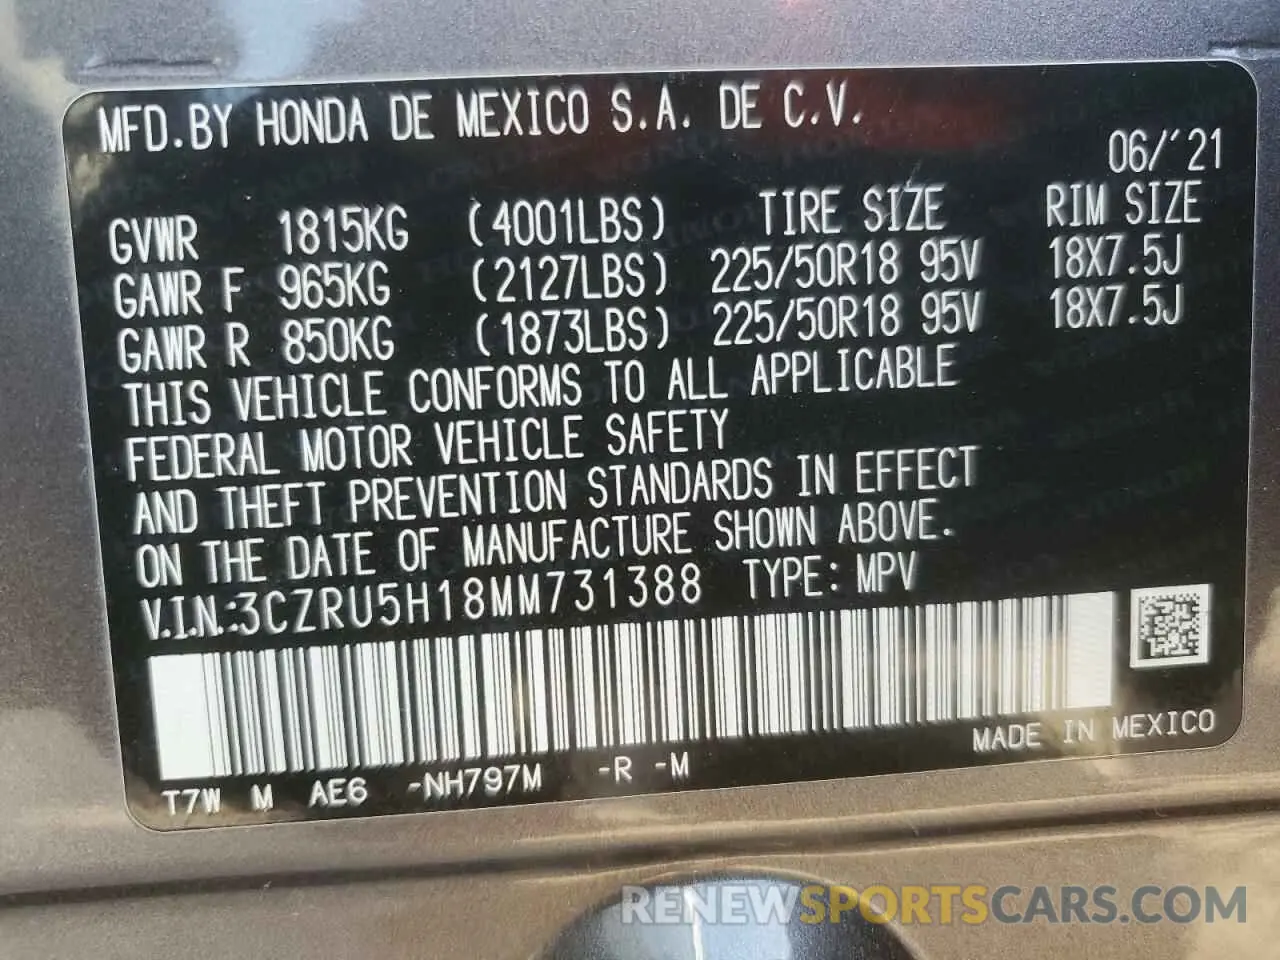 MFD.BY HONDA DE MEXICO S.A. DE C.V.
06/'21
GVWR 1815KG (4001LBS) TIRE SIZE RIM SIZE
GAWR F 965KG (2127LBS) 225/50R18 95V 18X7.5J
GAWR R 850KG (1873LBS) 225/50R18 95V 18X7.5J
THIS VEHICLE CONFORMS TO ALL APPLICABLE
FEDERAL MOTOR VEHICLE SAFETY
AND THEFT PREVENTION STANDARDS IN EFFECT
ON THE DATE OF MANUFACTURE SHOWN ABOVE.
V.I.N.:3CZRU5H18MM731388 TYPE: MPV
MADE IN MEXICO
T7W M AE6 -NH797M -R -M
RENEWSPORTSCARS.COM